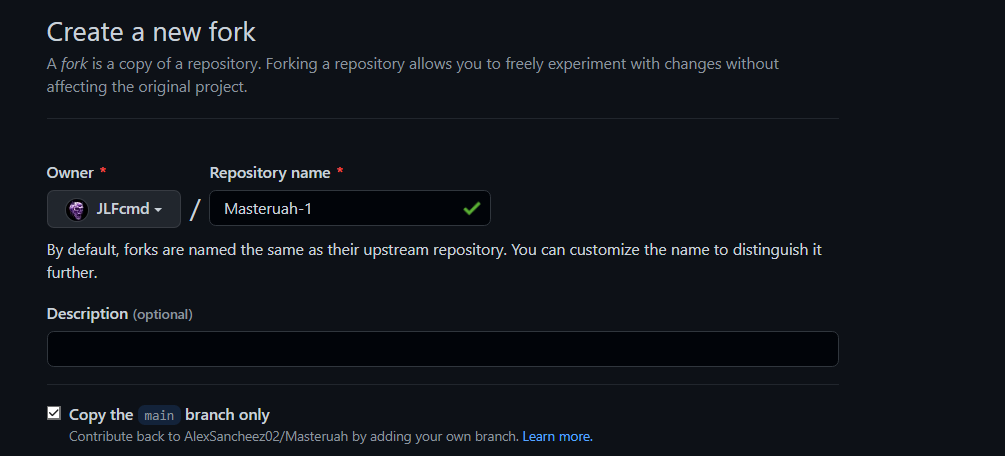 Create a new fork
A fork is a copy of a repository. Forking a repository allows you to freely experiment with changes without
affecting the original project.
Owner * Repository name *
JLFcmd / Masteruah-1
By default, forks are named the same as their upstream repository. You can customize the name to distinguish it
further.
Description (optional)
Copy the main branch only
Contribute back to AlexSancheez02/Masteruah by adding your own branch. Learn more.